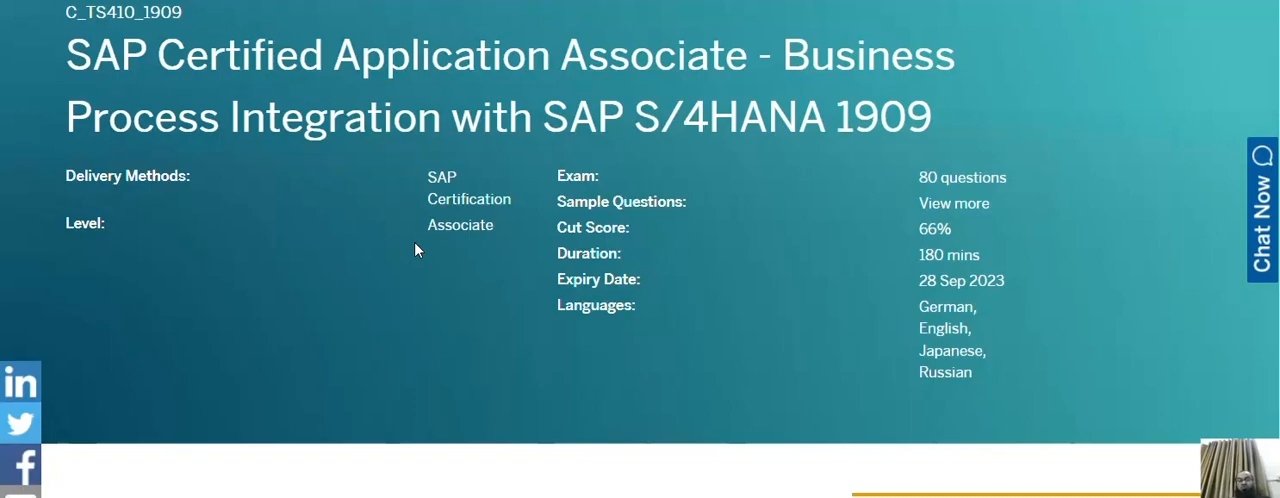 C_TS410_1909
SAP Certified Application Associate - Business
Process Integration with SAP S/4HANA 1909
Delivery Methods:
SAP
Certification
Level:
Associate
Exam:
80 questions
Sample Questions:
View more
Cut Score:
66%
Duration:
180 mins
Expiry Date:
28 Sep 2023
Languages:
German,
English,
Japanese,
Russian
Chat Now
in
f